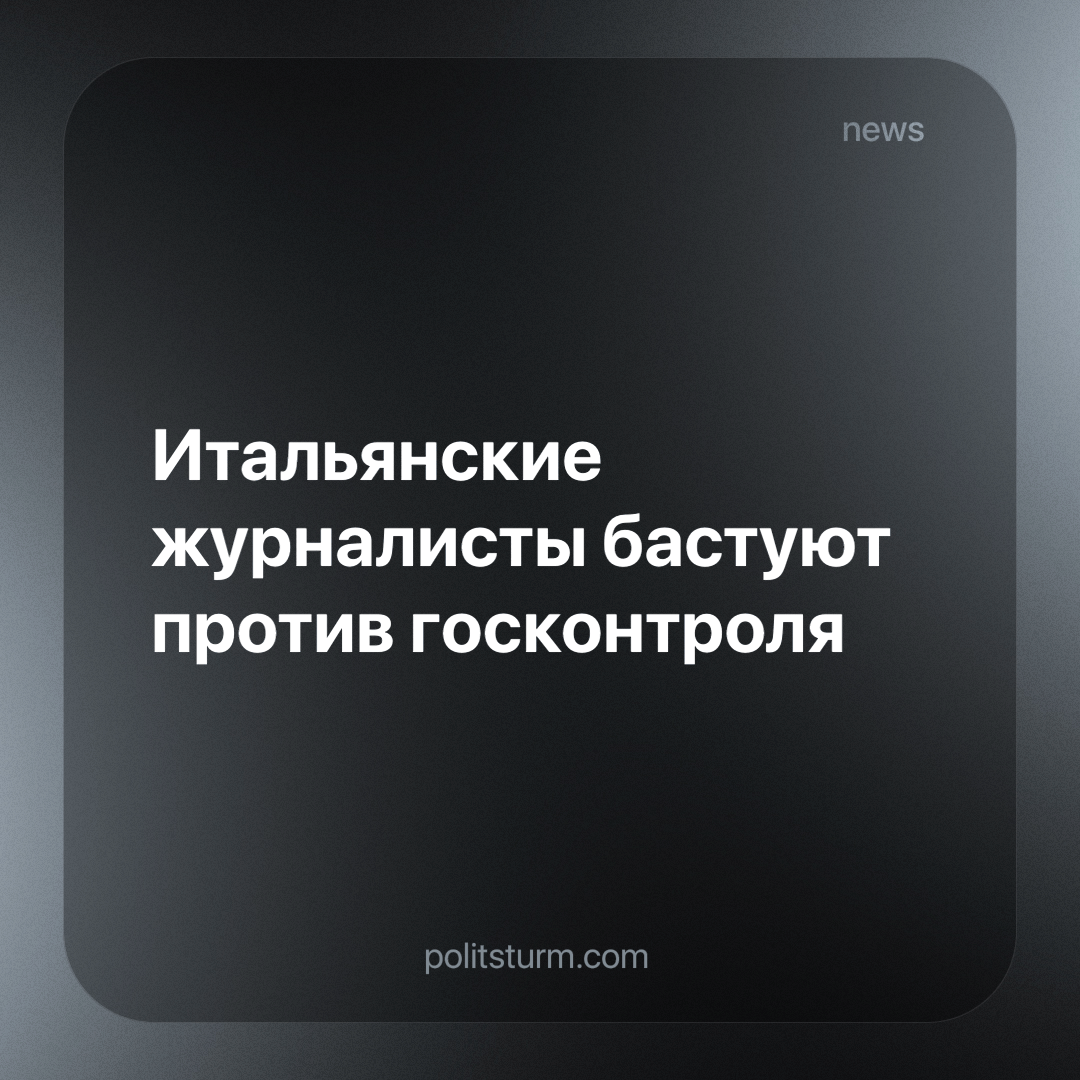 news
Итальянские
журналисты бастуют
против госконтроля
politsturm.com